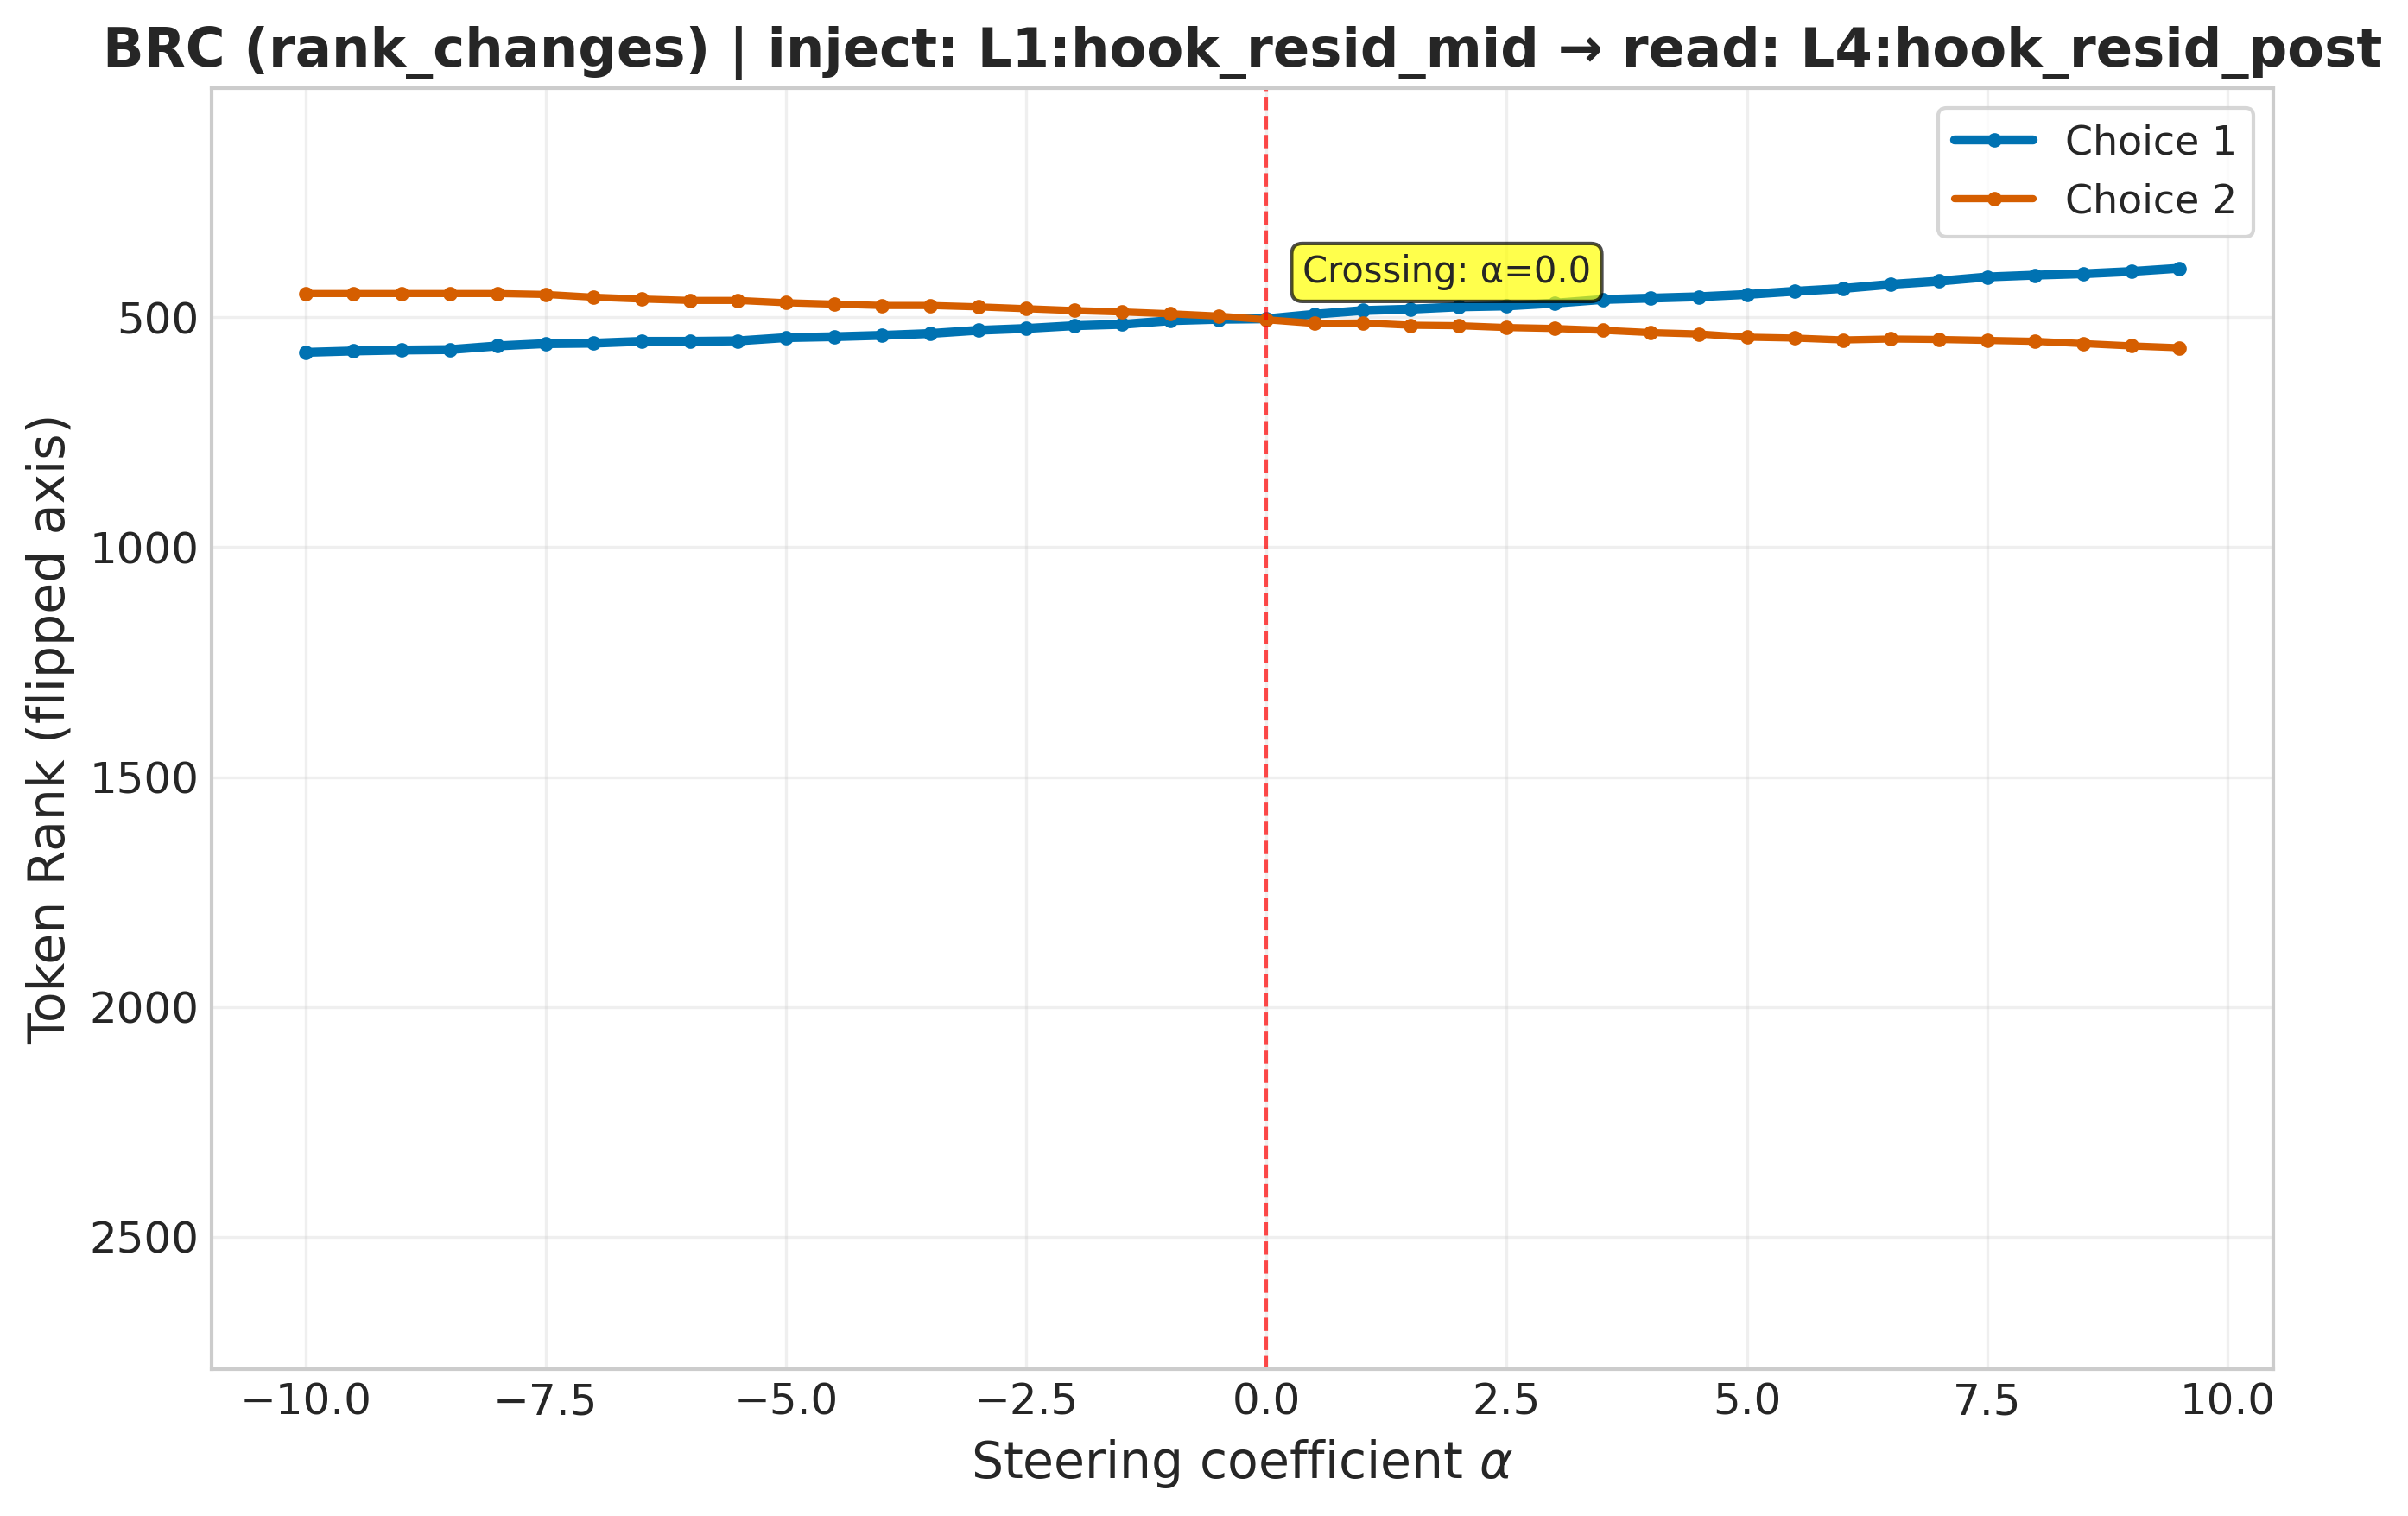 BRC (rank_changes) | inject: L1:hook_resid_mid → read: L4:hook_resid_post
Choice 1
Choice 2
Crossing: α=0.0
Token Rank (flipped axis)
500
1000
1500
2000
2500
−10.0 −7.5 −5.0 −2.5 0.0 2.5 5.0 7.5 10.0
Steering coefficient α